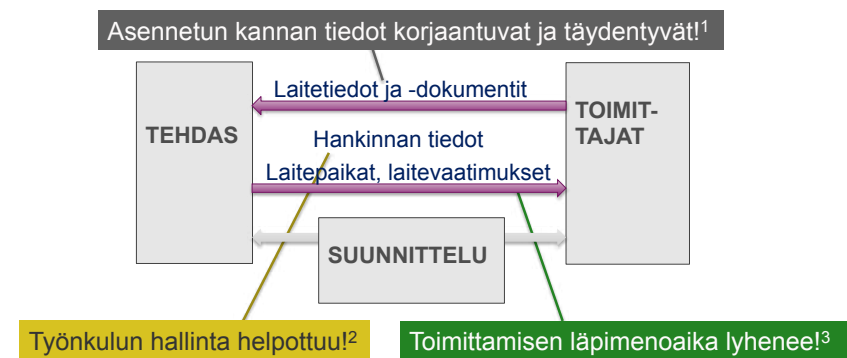 Asennetun kannan tiedot korjaantuvat ja täydentyvät!¹
Laitetiedot ja -dokumentit
TEHDAS
TOIMIT-
TAJAT
Hankinnan tiedot
Laitepaikat, laitevaatimukset
SUUNNITTELU
Työnkulun hallinta helpottuu!²
Toimittamisen läpimenoaika lyhenee!³